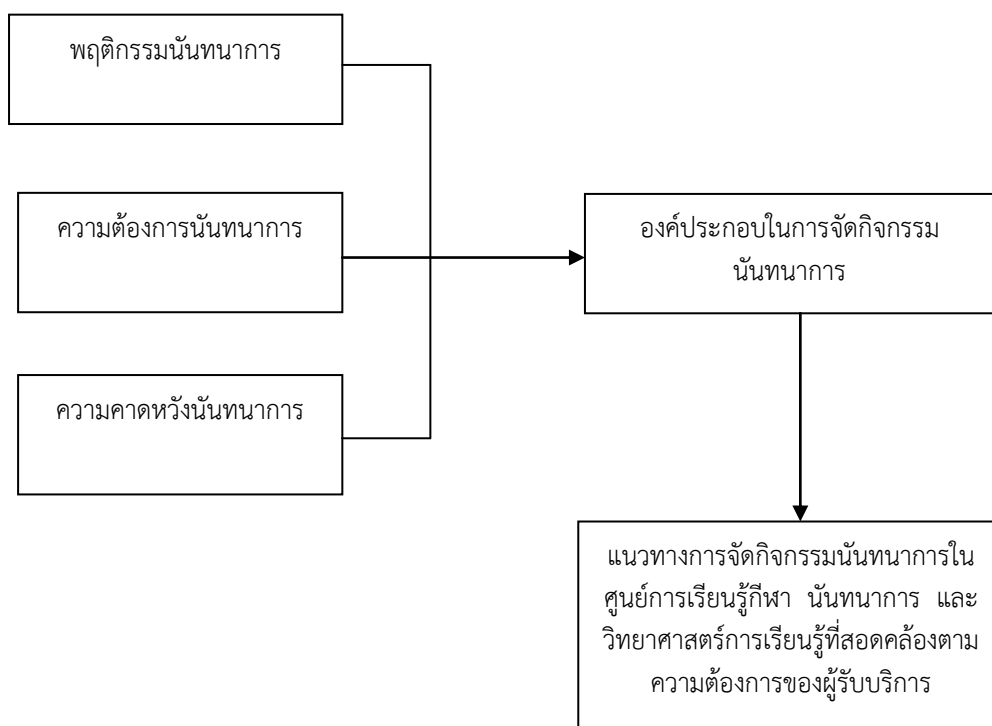 พฤติกรรมนันทนาการ
ความต้องการนันทนาการ
องค์ประกอบในการจัดกิจกรรม
นันทนาการ
ความคาดหวังนันทนาการ
แนวทางการจัดกิจกรรมนันทนาการใน
ศูนย์การเรียนรู้กีฬา นันทนาการ และ
วิทยาศาสตร์การเรียนรู้ที่สอดคล้องตาม
ความต้องการของผู้รับบริการ